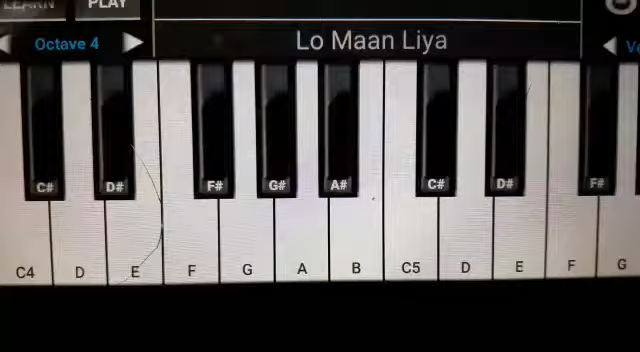 LEARN PLAY
Octave 4 Lo Maan Liya
C# D# F# G# A# C# D# F#
C4 D E F G A B C5 D E F G